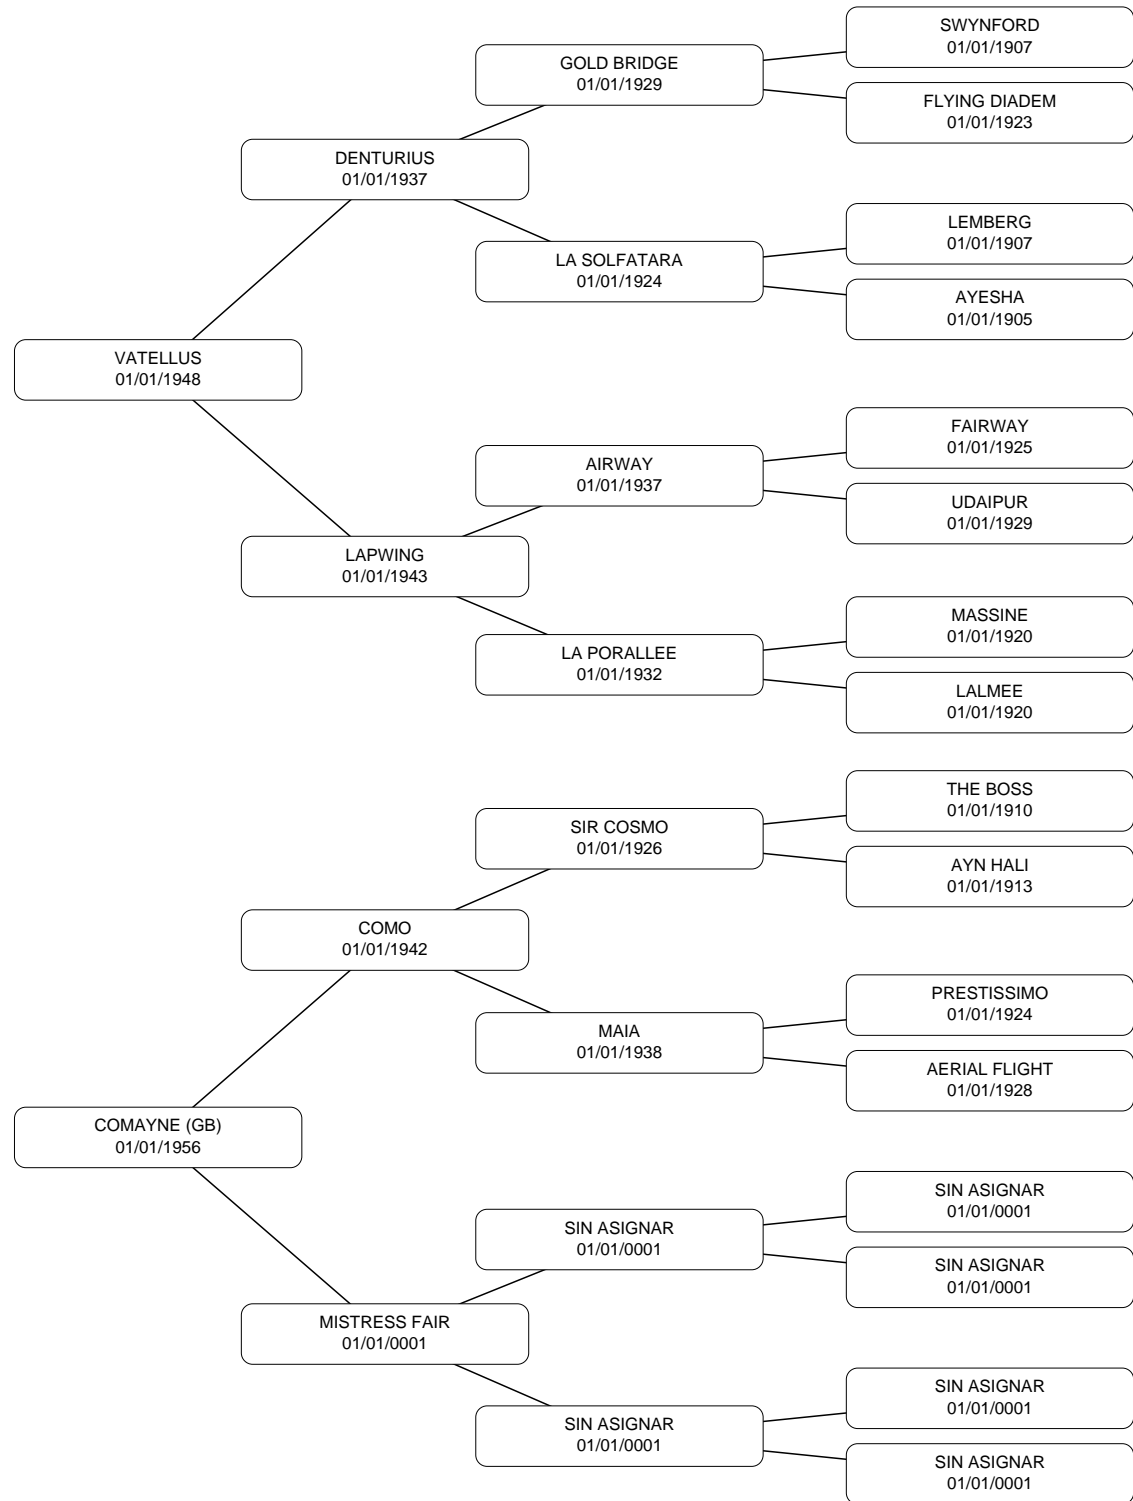 SWYNFORD
01/01/1907
GOLD BRIDGE
01/01/1929
FLYING DIADEM
01/01/1923
DENTURIUS
01/01/1937
LEMBERG
01/01/1907
LA SOLFATARA
01/01/1924
AYESHA
01/01/1905
VATELLUS
01/01/1948
FAIRWAY
01/01/1925
AIRWAY
01/01/1937
UDAIPUR
01/01/1929
LAPWING
01/01/1943
MASSINE
01/01/1920
LA PORALLEE
01/01/1932
LALMEE
01/01/1920
THE BOSS
01/01/1910
SIR COSMO
01/01/1926
AYN HALI
01/01/1913
COMO
01/01/1942
PRESTISSIMO
01/01/1924
MAIA
01/01/1938
AERIAL FLIGHT
01/01/1928
COMAYNE (GB)
01/01/1956
SIN ASIGNAR
01/01/0001
SIN ASIGNAR
01/01/0001
SIN ASIGNAR
01/01/0001
MISTRESS FAIR
01/01/0001
SIN ASIGNAR
01/01/0001
SIN ASIGNAR
01/01/0001
SIN ASIGNAR
01/01/0001